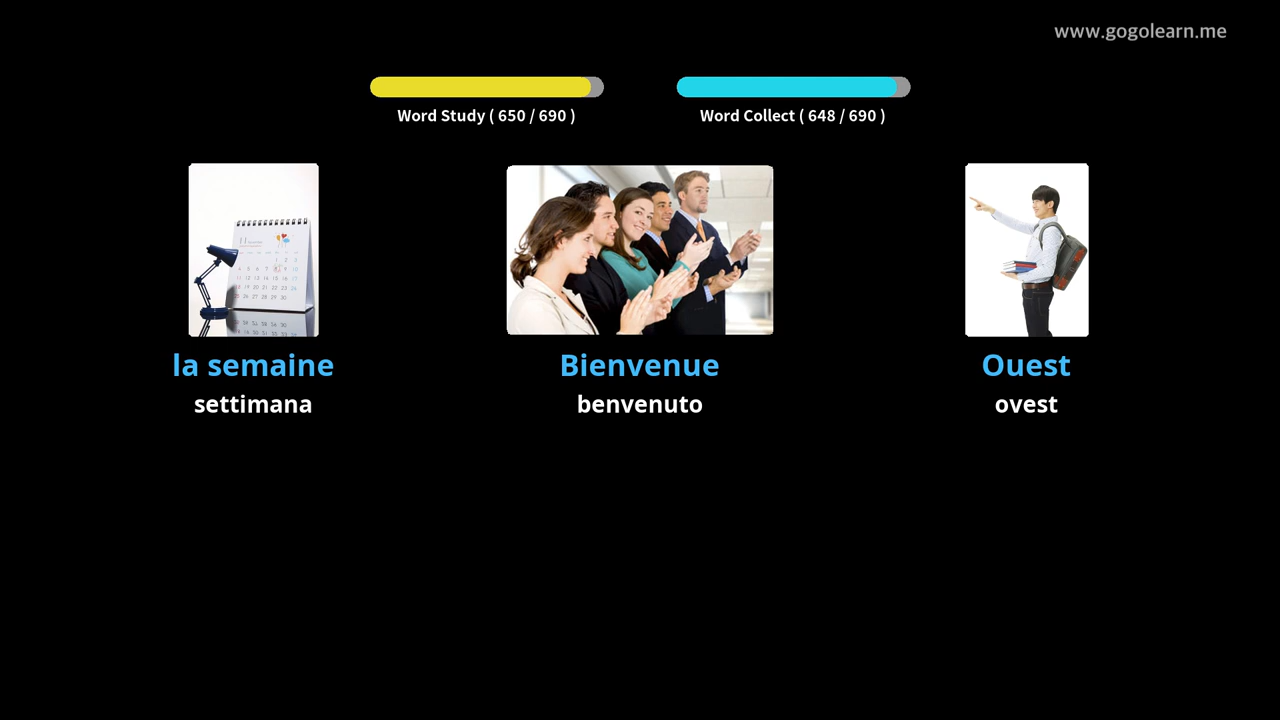 www.gogolearn.me
Word Study ( 650 / 690 )
Word Collect ( 648 / 690 )
la semaine
settimana
Bienvenue
benvenuto
Ouest
ovest